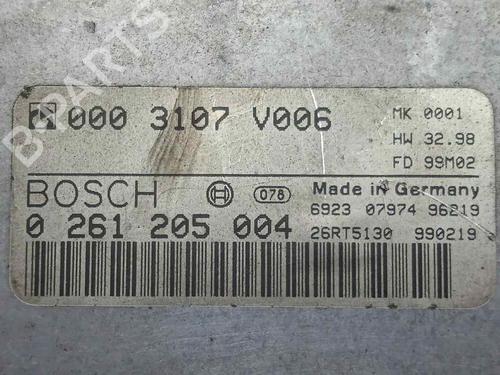 000 3107 V006
MK 0001
HW 32.98
FD 99M02
BOSCH
078
Made in Germany
0 261 205 004
6923 07974 96219
26RT5130 990219
B-PARTS